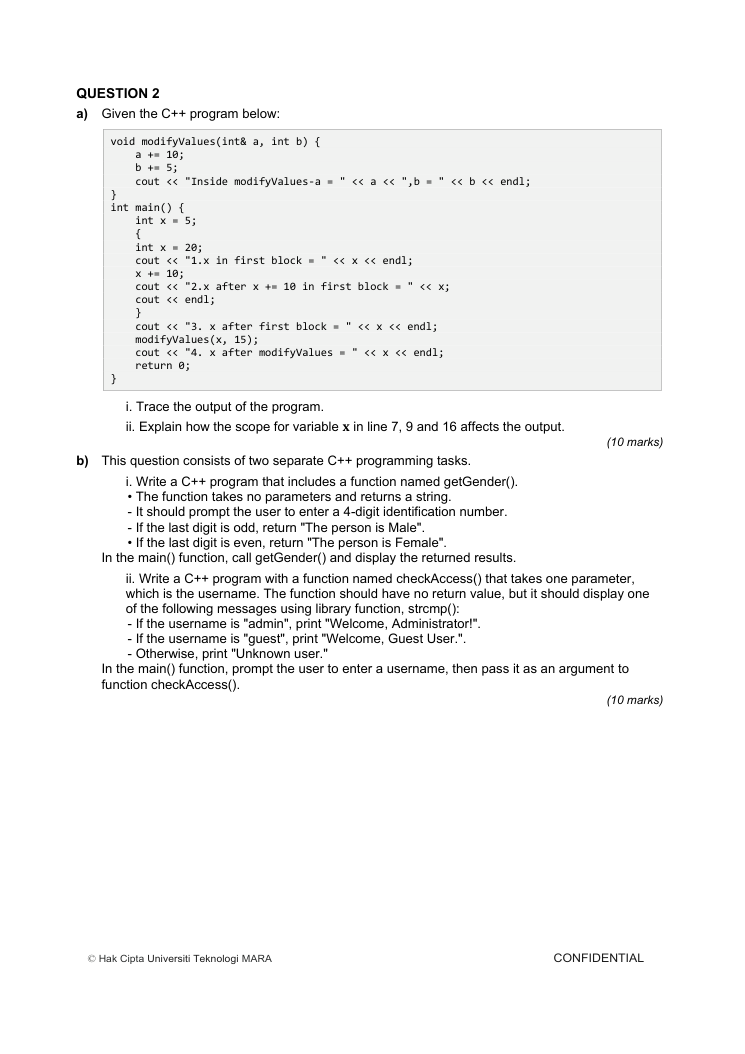 QUESTION 2
a) Given the C++ program below:
void modifyValues(int& a, int b) {
    a += 10;
    b += 5;
    cout << "Inside modifyValues-a = " << a << ",b = " << b << endl;
}
int main() {
    int x = 5;
    {
    int x = 20;
    cout << "1.x in first block = " << x << endl;
    x += 10;
    cout << "2.x after x += 10 in first block = " << x;
    cout << endl;
    }
    cout << "3. x after first block = " << x << endl;
    modifyValues(x, 15);
    cout << "4. x after modifyValues = " << x << endl;
    return 0;
}
i. Trace the output of the program.
ii. Explain how the scope for variable x in line 7, 9 and 16 affects the output.
(10 marks)
b) This question consists of two separate C++ programming tasks.
i. Write a C++ program that includes a function named getGender().
• The function takes no parameters and returns a string.
- It should prompt the user to enter a 4-digit identification number.
- If the last digit is odd, return "The person is Male".
• If the last digit is even, return "The person is Female".
In the main() function, call getGender() and display the returned results.
ii. Write a C++ program with a function named checkAccess() that takes one parameter,
which is the username. The function should have no return value, but it should display one
of the following messages using library function, strcmp():
- If the username is "admin", print "Welcome, Administrator!".
- If the username is "guest", print "Welcome, Guest User.".
- Otherwise, print "Unknown user."
In the main() function, prompt the user to enter a username, then pass it as an argument to
function checkAccess().
(10 marks)
© Hak Cipta Universiti Teknologi MARA CONFIDENTIAL